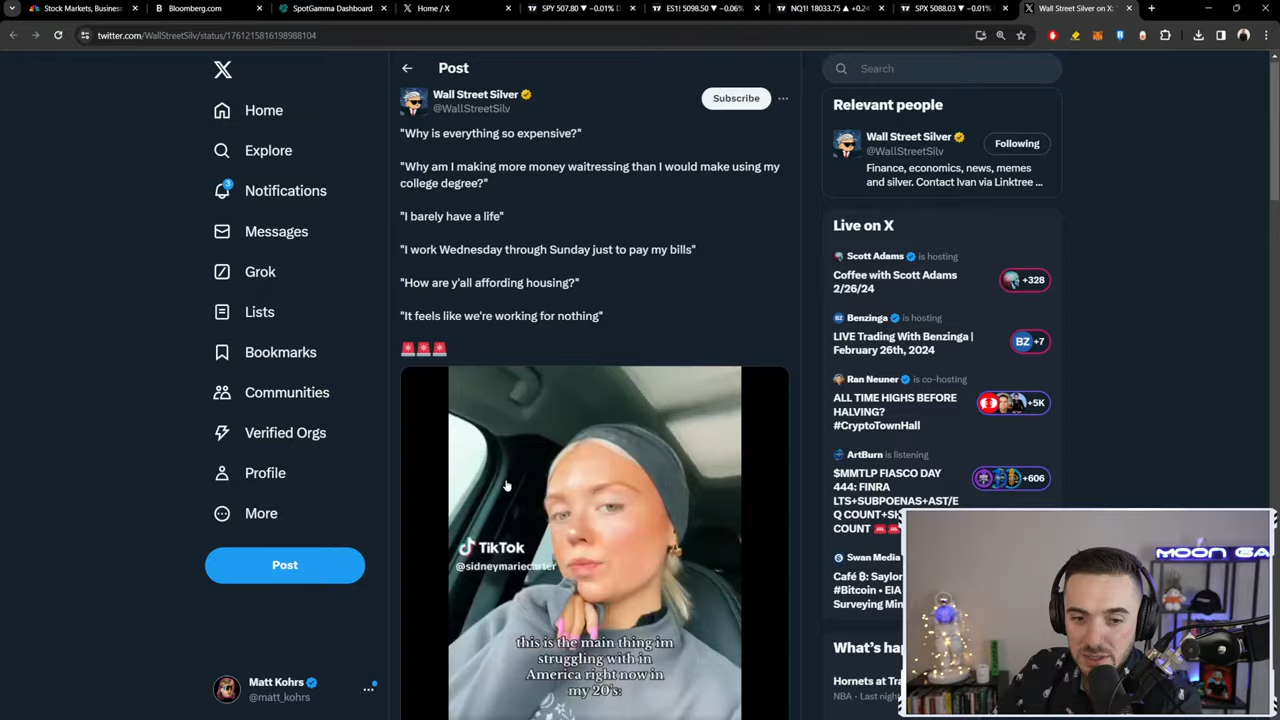 Stock Markets, Business
Bloomberg.com
SpotGamma Dashboard
Home / X
SPY 507.80 −0.01% D
ES1! 5098.50 −0.06%
NQ1! 18033.75 +0.24
SPX 5088.03 −0.01%
Wall Street Silver on X:
twitter.com/WallStreetSilv/status/1761215816198988104
Home
Explore
3
Notifications
Messages
Grok
Lists
Bookmarks
Communities
Verified Orgs
Profile
More
Post
Matt Kohrs
@matt_kohrs
Post
Wall Street Silver
@WallStreetSilv
Subscribe
"Why is everything so expensive?"
"Why am I making more money waitressing than I would make using my
college degree?"
"I barely have a life"
"I work Wednesday through Sunday just to pay my bills"
"How are y'all affording housing?"
"It feels like we're working for nothing"
TikTok
@sidneymariecarter
this is the main thing im
struggling with in
America right now in
my 20's:
Search
Relevant people
Wall Street Silver
@WallStreetSilv
Following
Finance, economics, news, memes
and silver. Contact Ivan via Linktree ...
Live on X
Scott Adams is hosting
Coffee with Scott Adams
2/26/24
+328
Benzinga is hosting
LIVE Trading With Benzinga |
February 26th, 2024
BZ +7
Ran Neuner is co-hosting
ALL TIME HIGHS BEFORE
HALVING?
#CryptoTownHall
+5K
ArtBurn is listening
$MMTLP FIASCO DAY
444: FINRA
LTS+SUBPOENAS+AST/E
Q COUNT+SH
COUNT
+606
Swan Media
Café ₿: Saylor
#Bitcoin • EIA
Surveying Min
What's ha
Hornets at Tra
NBA · Last nigh
MOON GA